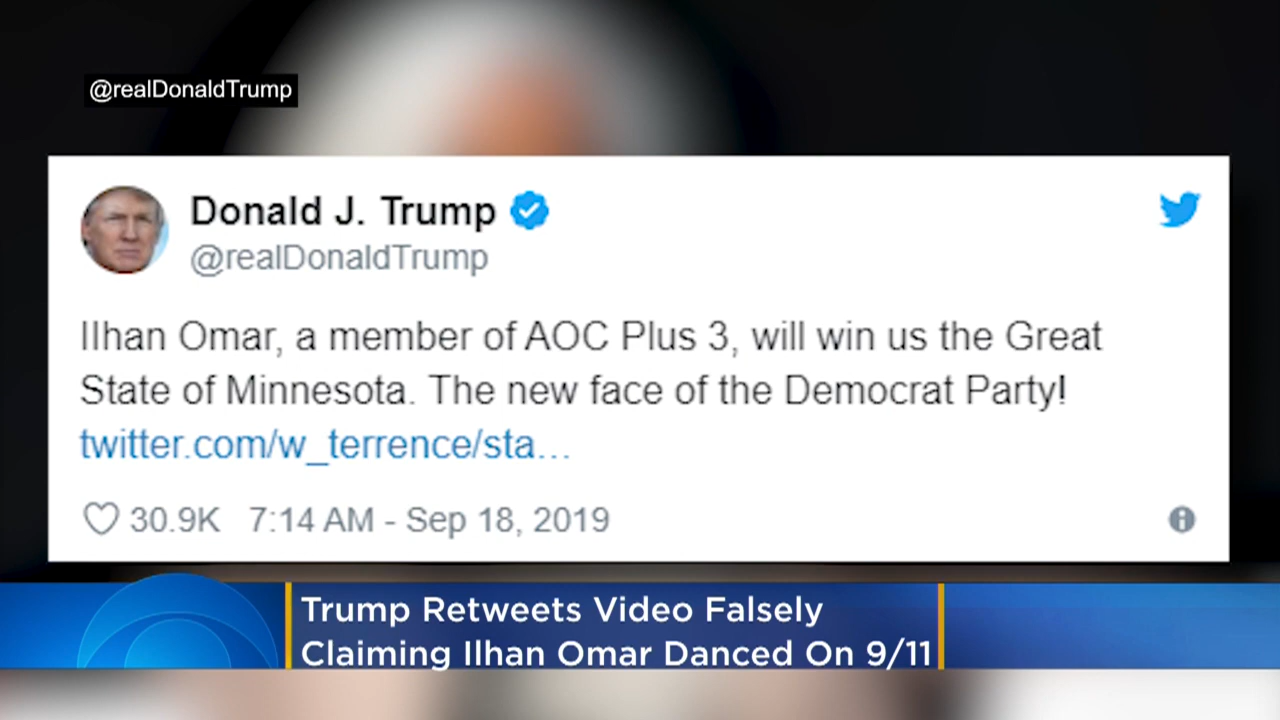 @realDonaldTrump
Donald J. Trump
@realDonaldTrump
Ilhan Omar, a member of AOC Plus 3, will win us the Great
State of Minnesota. The new face of the Democrat Party!
twitter.com/w_terrence/sta...
30.9K 7:14 AM - Sep 18, 2019
Trump Retweets Video Falsely
Claiming Ilhan Omar Danced On 9/11